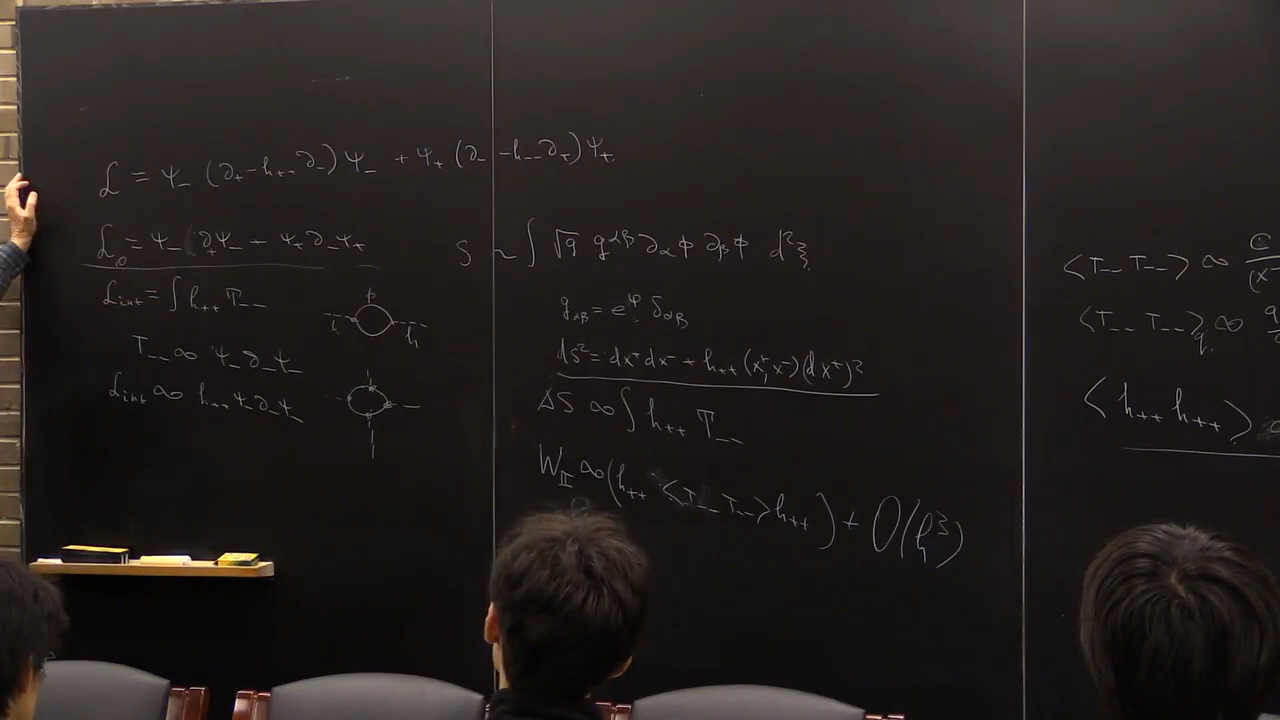 ℒ = ψ₋ (∂₊ − h₊₊ ∂₋) ψ₋ + ψ₊ (∂₋ − h₋₋ ∂₊) ψ₊
ℒ₀ = ψ₋ ∂₊ψ₋ − ψ₊ ∂₋ψ₊
ℒ_int = ∫ h₊₊ T₋₋
T₋₋ ∞ ψ₋ ∂₋ ψ₋
ℒ_int ∞ h₊₊ ψ₋ ∂₋ ψ₋
p
h
S ~ ∫ √g g^{αβ} ∂_α φ ∂_β φ d²ξ
g_{αβ} = e^φ δ_{αβ}
ds² = dx⁺dx⁻ + h₊₊ (x⁺, x⁻)(dx⁺)²
ΔS ∞ ∫ h₊₊ T₋₋
W_II ∞ (h₊₊ <T₋₋ T₋₋> h₊₊) + O(h³)
<T₋₋ T₋₋> ∞ c/(x⁻
<T₋₋ T₋₋>_q ∞
<h₊₊ h₊₊>